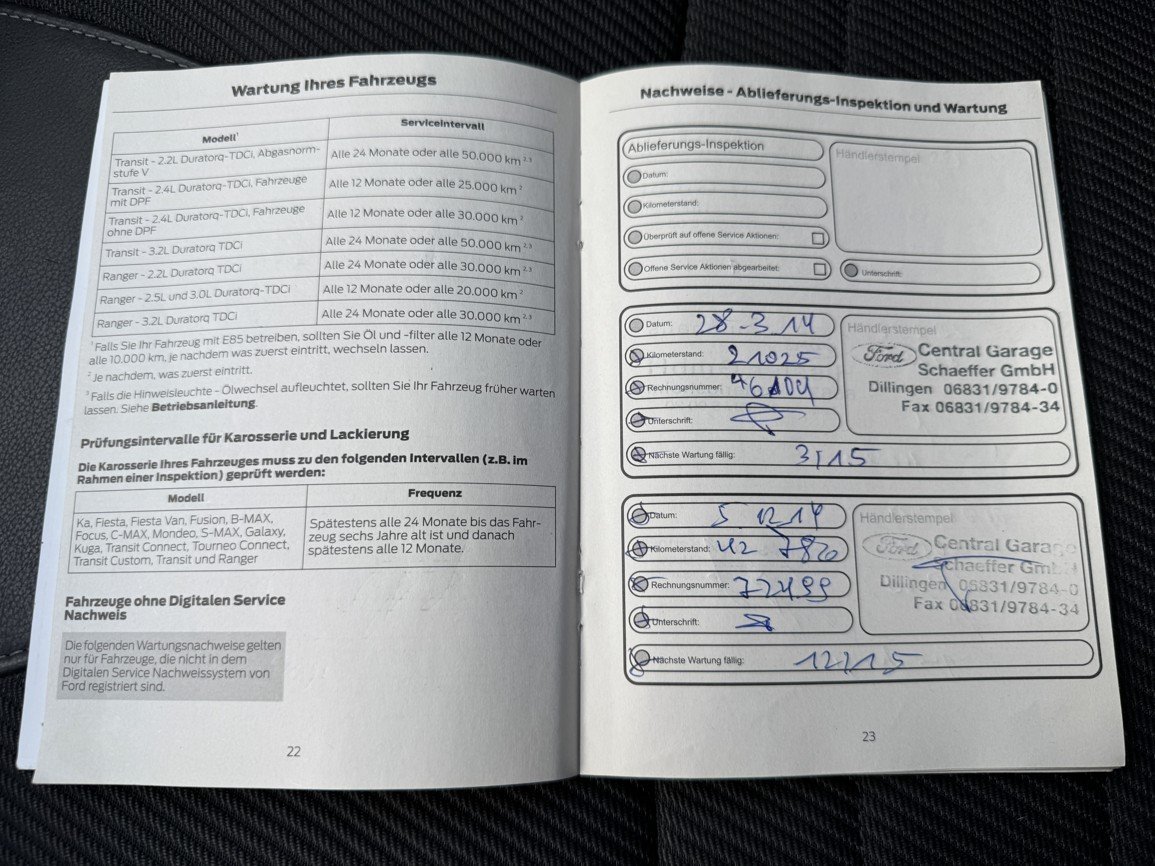 Wartung Ihres Fahrzeugs
Modell¹ Serviceintervall
Transit - 2.2L Duratorq-TDCi, Abgasnorm-
stufe V
Alle 24 Monate oder alle 50.000 km ²,³
Transit - 2.4L Duratorq-TDCi, Fahrzeuge
mit DPF
Alle 12 Monate oder alle 25.000 km ²
Transit - 2.4L Duratorq-TDCi, Fahrzeuge
ohne DPF
Alle 12 Monate oder alle 30.000 km ²
Transit - 3.2L Duratorq TDCi Alle 24 Monate oder alle 50.000 km ²,³
Ranger - 2.2L Duratorq TDCi Alle 24 Monate oder alle 30.000 km ²,³
Ranger - 2.5L und 3.0L Duratorq-TDCi Alle 12 Monate oder alle 20.000 km ²
Ranger - 3.2L Duratorq TDCi Alle 24 Monate oder alle 30.000 km ²,³
¹ Falls Sie Ihr Fahrzeug mit E85 betreiben, sollten Sie Öl und -filter alle 12 Monate oder
alle 10.000 km, je nachdem was zuerst eintritt, wechseln lassen.
² Je nachdem, was zuerst eintritt.
³ Falls die Hinweisleuchte - Ölwechsel aufleuchtet, sollten Sie Ihr Fahrzeug früher warten
lassen. Siehe Betriebsanleitung.
Prüfungsintervalle für Karosserie und Lackierung
Die Karosserie Ihres Fahrzeuges muss zu den folgenden Intervallen (z.B. im
Rahmen einer Inspektion) geprüft werden:
Modell Frequenz
Ka, Fiesta, Fiesta Van, Fusion, B-MAX,
Focus, C-MAX, Mondeo, S-MAX, Galaxy,
Kuga, Transit Connect, Tourneo Connect,
Transit Custom, Transit und Ranger
Spätestens alle 24 Monate bis das Fahr-
zeug sechs Jahre alt ist und danach
spätestens alle 12 Monate.
Fahrzeuge ohne Digitalen Service
Nachweis
Die folgenden Wartungsnachweise gelten
nur für Fahrzeuge, die nicht in dem
Digitalen Service Nachweissystem von
Ford registriert sind.
22
Nachweise - Ablieferungs-Inspektion und Wartung
Ablieferungs-Inspektion
Datum:
Kilometerstand:
Überprüft auf offene Service Aktionen:
Offene Service Aktionen abgearbeitet:
Händlerstempel
Unterschrift:
Datum: 28-3 14
Kilometerstand: 21025
Rechnungsnummer:
Unterschrift:
Nächste Wartung fällig: 3/15
Händlerstempel
Ford Central Garage
Schaeffer GmbH
Dillingen 06831/9784-0
Fax 06831/9784-34
Datum: 5 12 14
Kilometerstand: 42 7820
Rechnungsnummer: 72499
Unterschrift:
Nächste Wartung fällig: 12/15
Händlerstempel
Ford Central Garage
Schaeffer GmbH
Dillingen 06831/9784-0
Fax 06831/9784-34
23